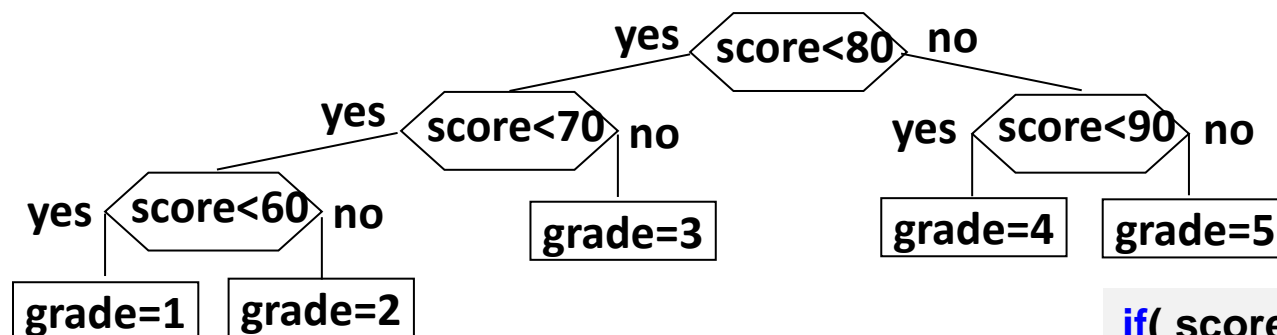 yes score<80 no
yes score<70 no yes score<90 no
yes score<60 no grade=3 grade=4 grade=5
grade=1 grade=2
if( score